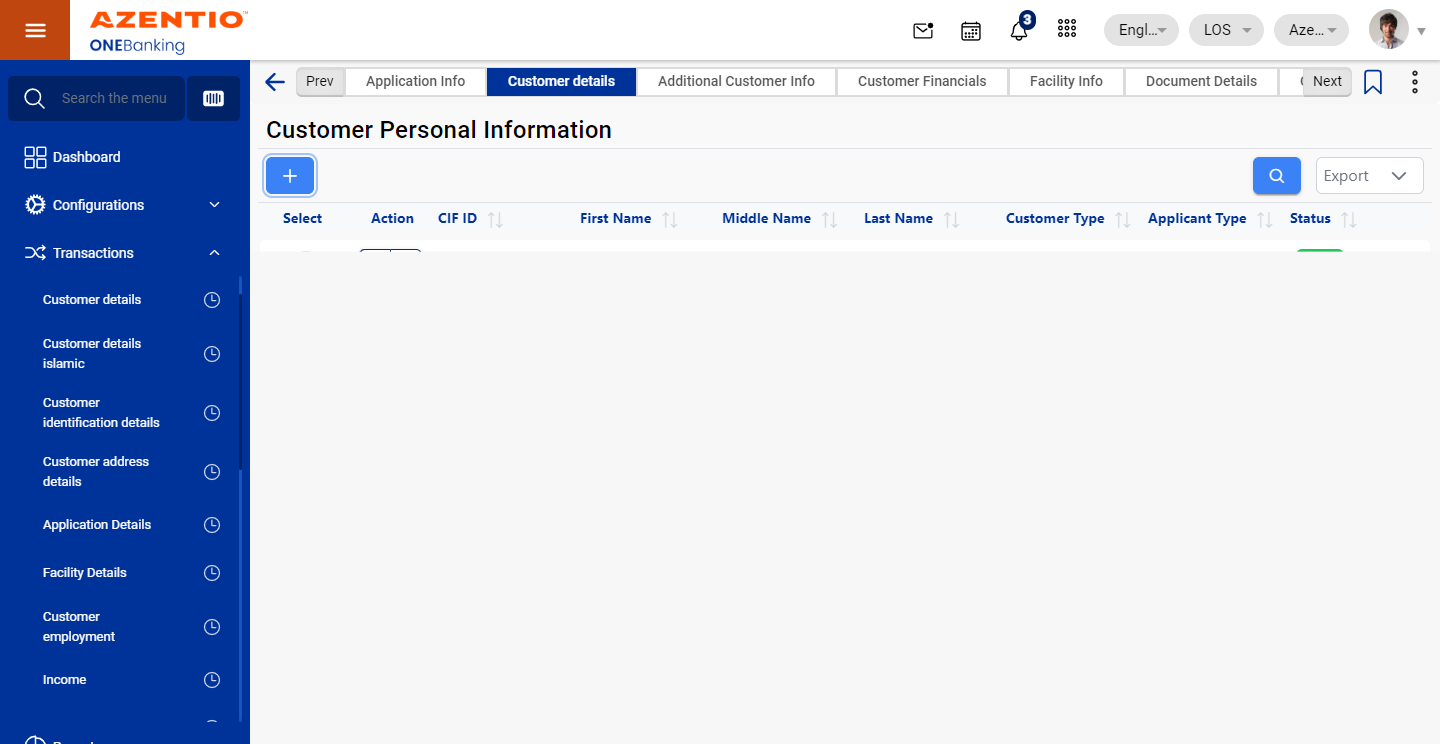 AZENTIO™
ONEBanking
3
Engl...
LOS
Aze...
Search the menu
Dashboard
Configurations
Transactions
Customer details
Customer details
islamic
Customer
identification details
Customer address
details
Application Details
Facility Details
Customer
employment
Income
Prev
Application Info
Customer details
Additional Customer Info
Customer Financials
Facility Info
Document Details
Next
Customer Personal Information
Export
Select
Action
CIF ID
First Name
Middle Name
Last Name
Customer Type
Applicant Type
Status